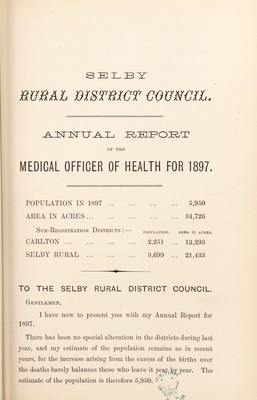 SELBY
RURAL DISTRICT COUNCIL.
ANNUAL REPORT
OF THE
MEDICAL OFFICER OF HEALTH FOR 1897.
POPULATION IN 1897 ... ... ... ... 5,950
AREA IN ACRES ... ... ... ... ... 34,726
SUB-REGISTRATION DISTRICTS :— POPULATION. AREA IN ACRES.
CARLTON ... ... ... ... 2,251 ... 13,293
SELBY RURAL ... ... ... 3,699 ... 21,433
TO THE SELBY RURAL DISTRICT COUNCIL.
GENTLEMEN,
I have now to present you with my Annual Report for
1897.
There has been no special alteration in the districts during last
year, and my estimate of the population remains as in recent
years, for the increase arising from the excess of the births over
the deaths barely balances those who leave it year by year. The
estimate of the population is therefore 5,950.